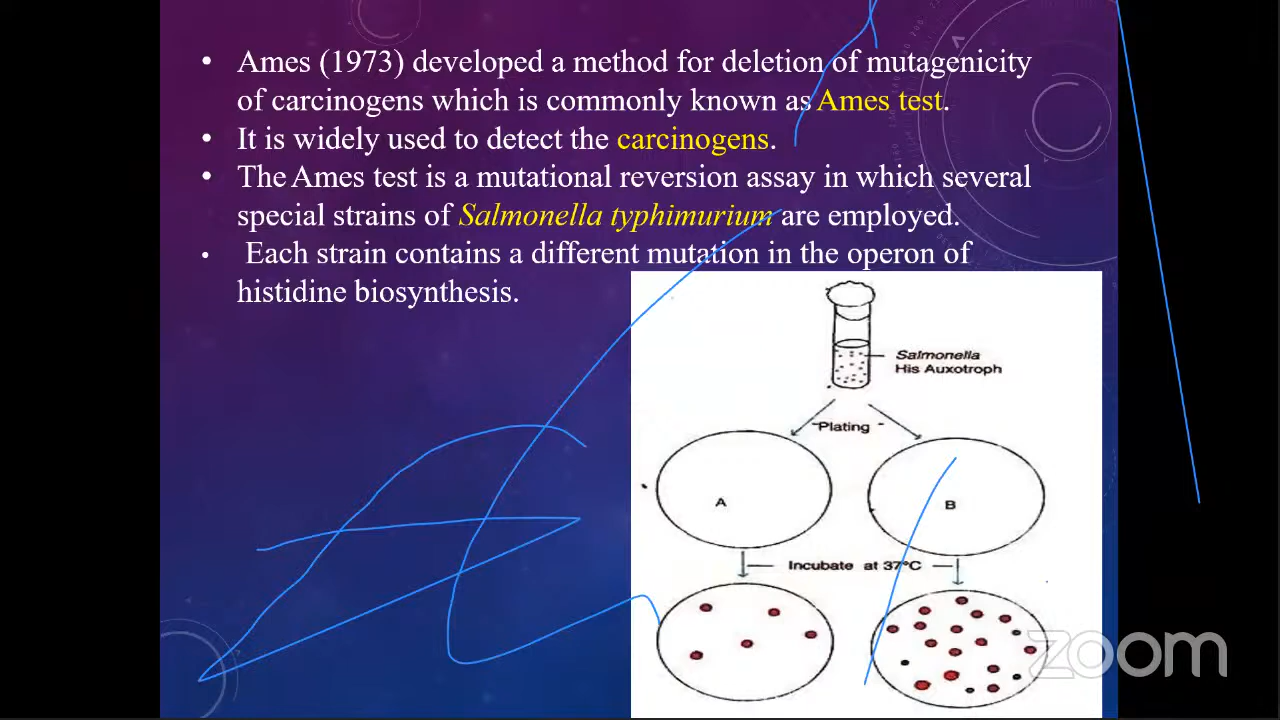 • Ames (1973) developed a method for deletion of mutagenicity
of carcinogens which is commonly known as Ames test.
• It is widely used to detect the carcinogens.
• The Ames test is a mutational reversion assay in which several
special strains of Salmonella typhimurium are employed.
• Each strain contains a different mutation in the operon of
histidine biosynthesis.
Salmonella
His Auxotroph
Plating
A
B
Incubate at 37°C
zoom